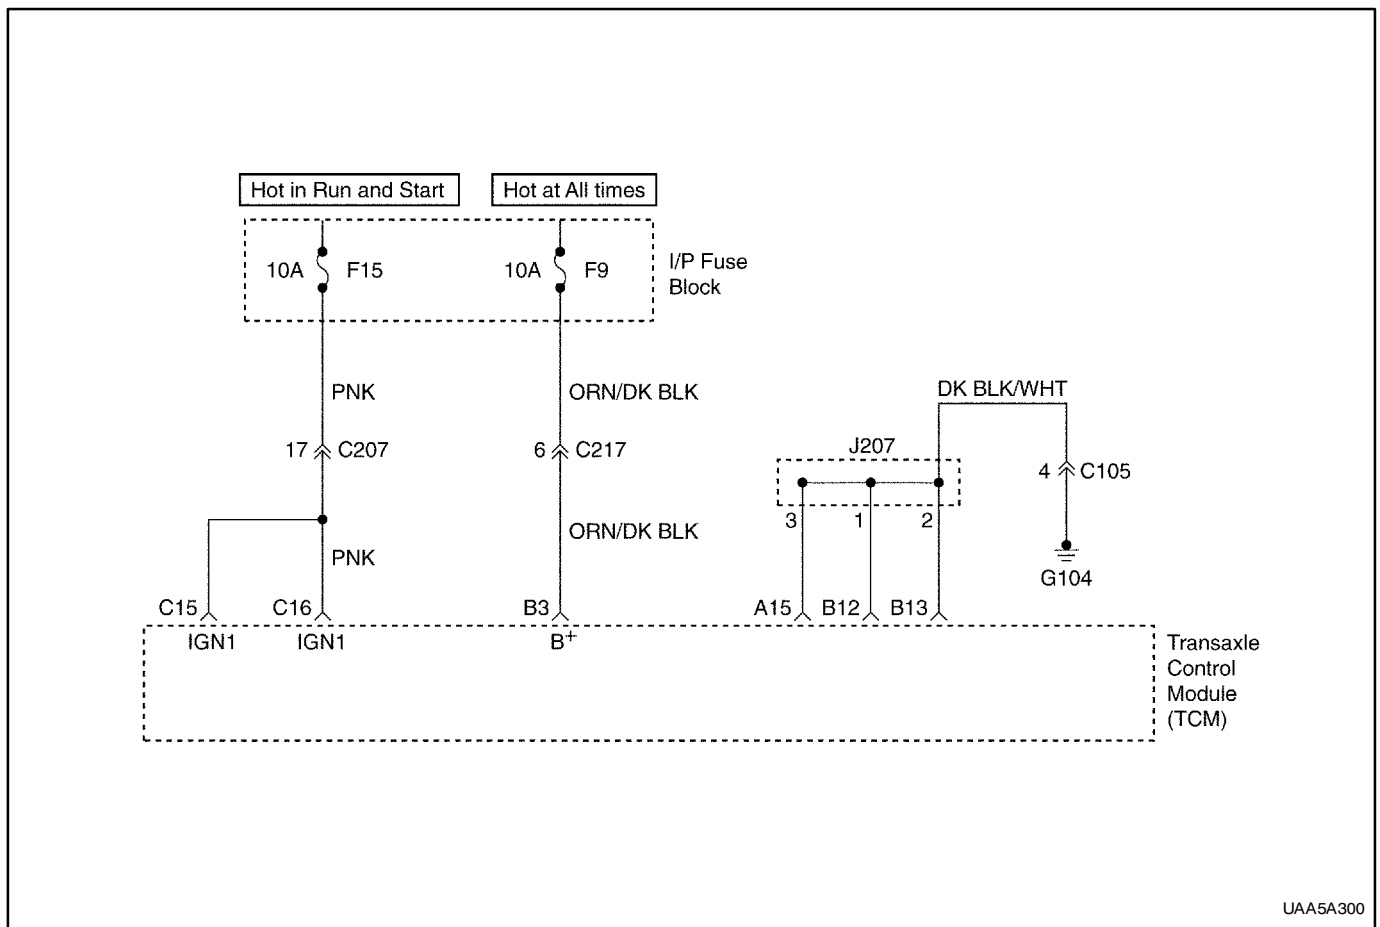 Hot in Run and Start
Hot at All times
10A
F15
10A
F9
I/P Fuse
Block
PNK
ORN/DK BLK
DK BLK/WHT
17
C207
6
C217
J207
4
C105
3
1
2
PNK
ORN/DK BLK
G104
C15
C16
B3
A15
B12
B13
IGN1
IGN1
B+
Transaxle
Control
Module
(TCM)
UAA5A300